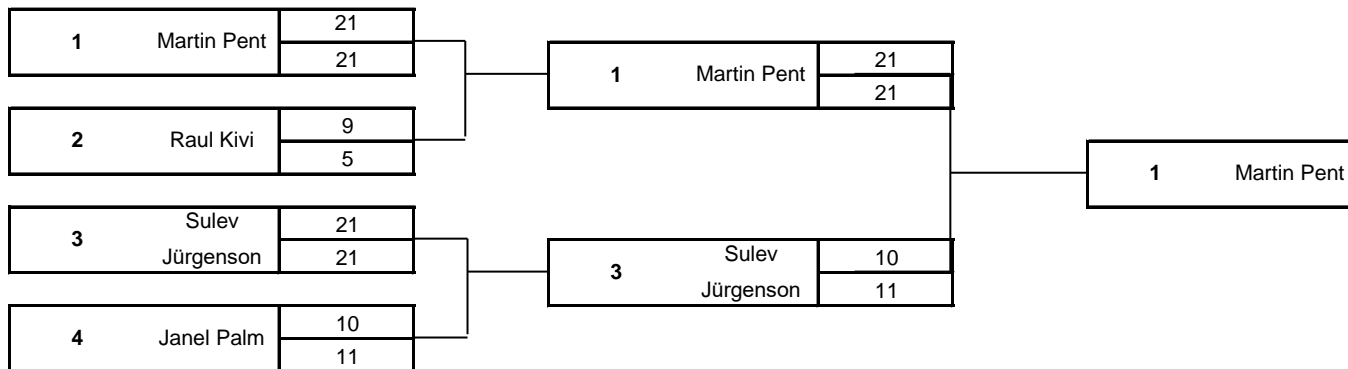 1 Martin Pent 21
21
2 Raul Kivi 9
5
3 Sulev Jürgenson 21
21
4 Janel Palm 10
11
1 Martin Pent 21
21
3 Sulev Jürgenson 10
11
1 Martin Pent